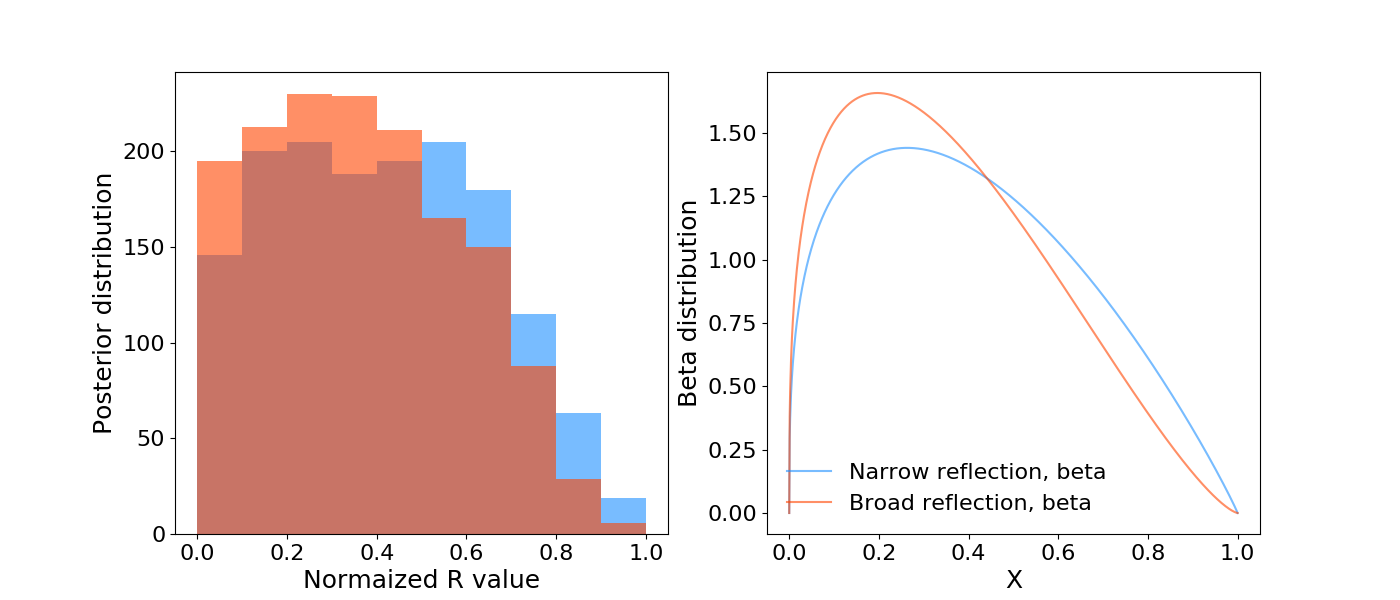 Posterior distribution
200
150
100
50
0
0.0 0.2 0.4 0.6 0.8 1.0
Normaized R value
Beta distribution
1.50
1.25
1.00
0.75
0.50
0.25
0.00
Narrow reflection, beta
Broad reflection, beta
0.0 0.2 0.4 0.6 0.8 1.0
X